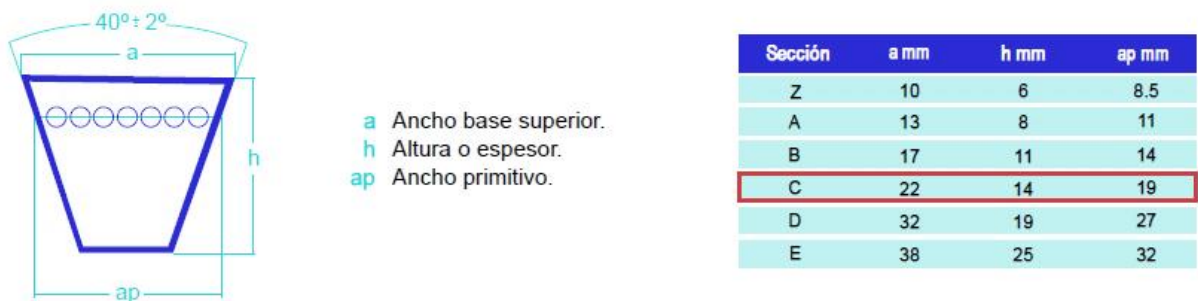 40º ± 2º
a
h
ap
a Ancho base superior.
h Altura o espesor.
ap Ancho primitivo.
Sección a mm h mm ap mm
Z 10 6 8.5
A 13 8 11
B 17 11 14
C 22 14 19
D 32 19 27
E 38 25 32